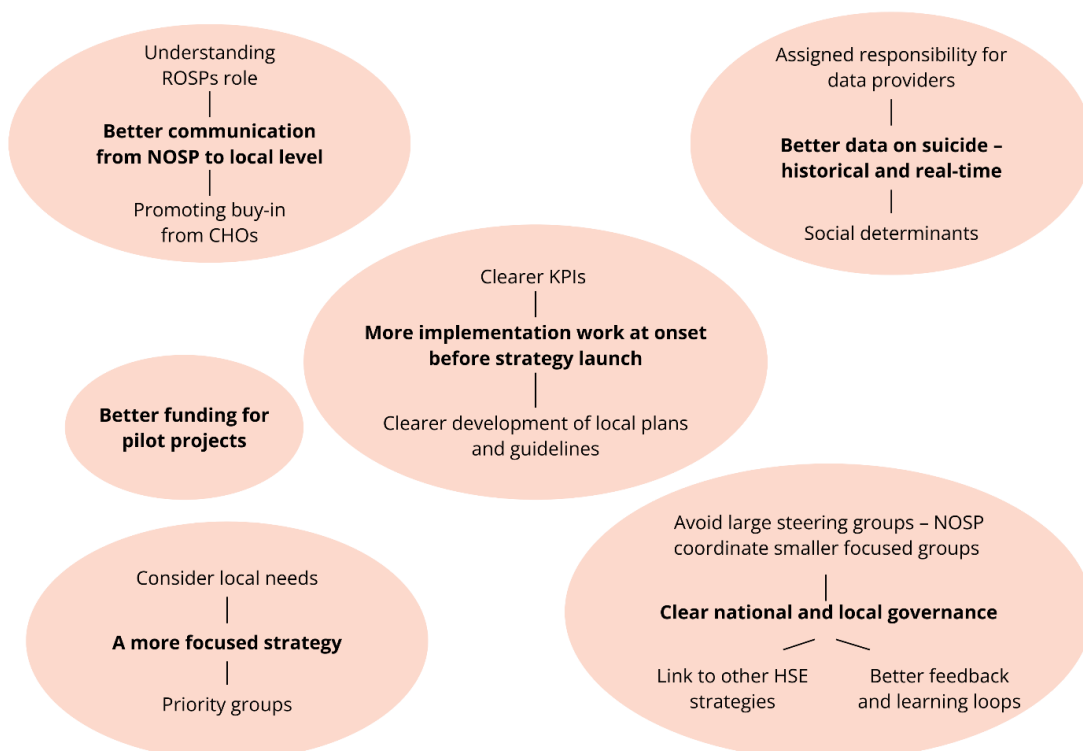 Understanding
ROSPs role
Better communication
from NOSP to local level
Promoting buy-in
from CHOs
Assigned responsibility for
data providers
Better data on suicide –
historical and real-time
Social determinants
Clearer KPIs
More implementation work at onset
before strategy launch
Clearer development of local plans
and guidelines
Better funding for
pilot projects
Consider local needs
A more focused strategy
Priority groups
Avoid large steering groups – NOSP
coordinate smaller focused groups
Clear national and local governance
Link to other HSE
strategies
Better feedback
and learning loops